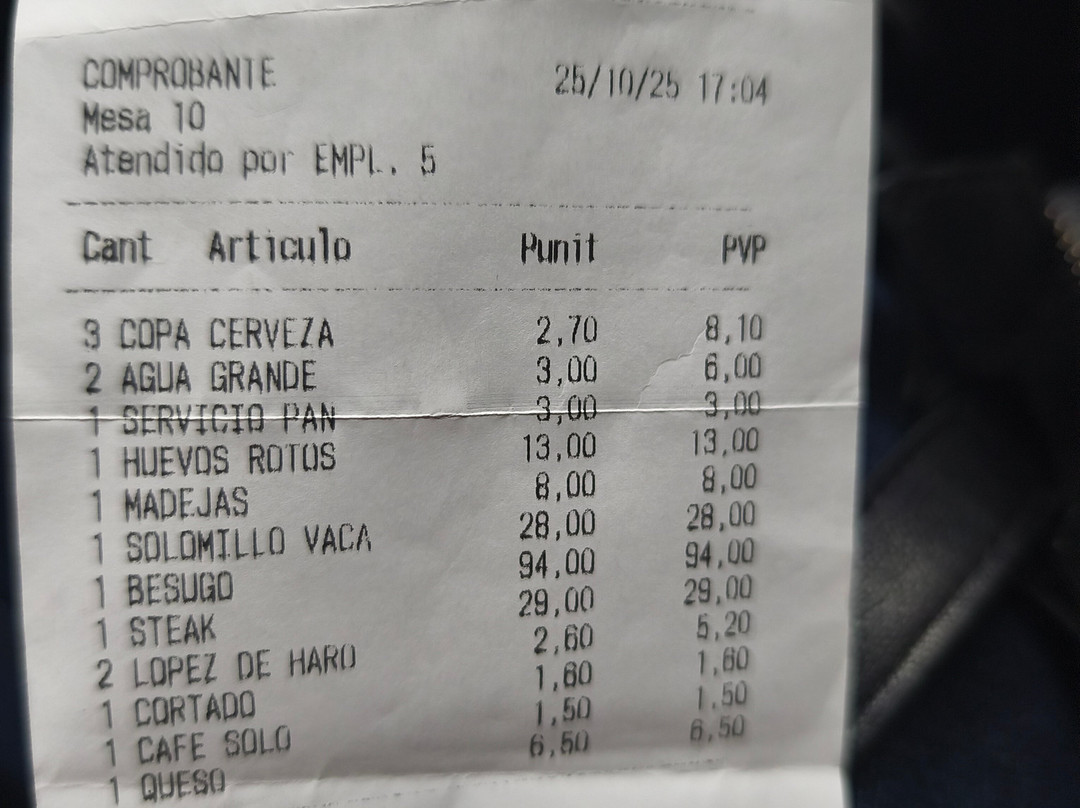 COMPROBANTE 25/10/25 17:04
Mesa 10
Atendido por EMPL. 5
Cant Articulo Punit PVP
3 COPA CERVEZA 2,70 8,10
2 AGUA GRANDE 3,00 6,00
1 SERVICIO PAN 3,00 3,00
1 HUEVOS ROTOS 13,00 13,00
1 MADEJAS 8,00 8,00
1 SOLOMILLO VACA 28,00 28,00
1 BESUGO 94,00 94,00
1 STEAK 29,00 29,00
2 LOPEZ DE HARO 2,60 5,20
1 CORTADO 1,60 1,60
1 CAFE SOLO 1,50 1,50
1 QUESO 6,50 6,50